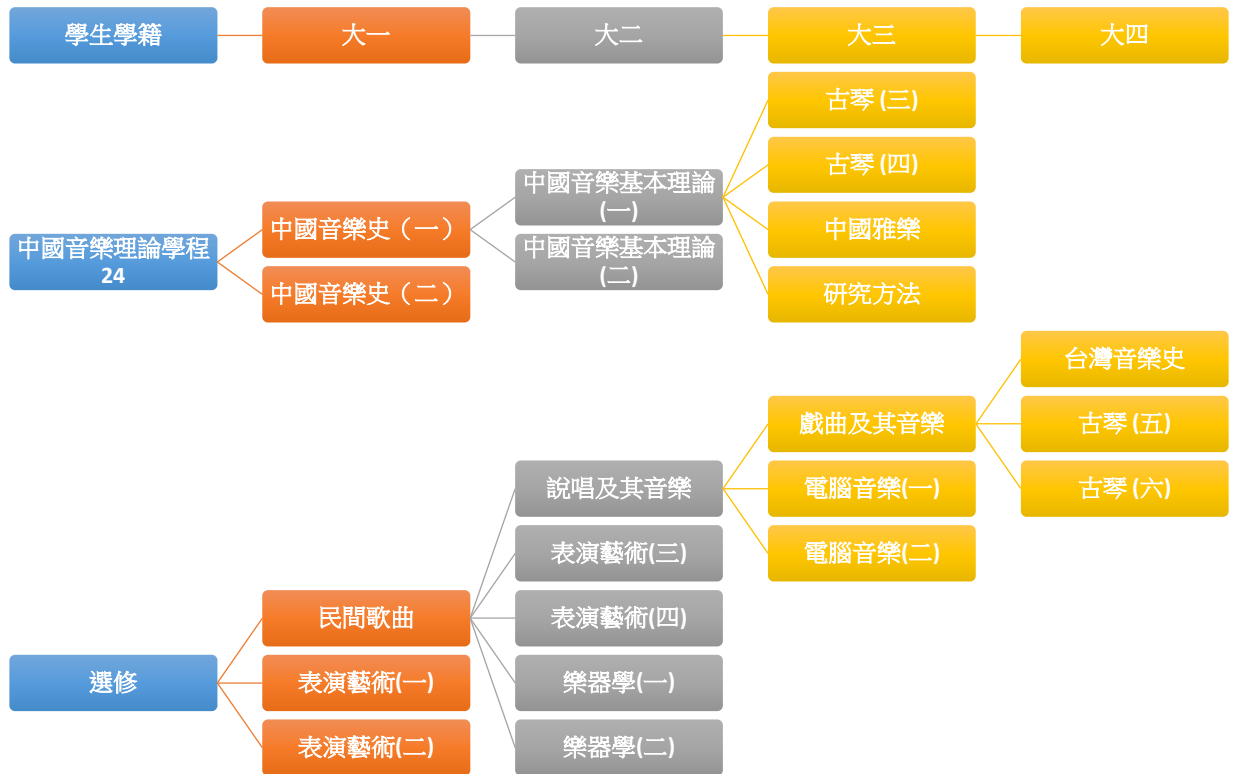 學生學籍
大一
大二
大三
大四
中國音樂理論學程
24
中國音樂史（一）
中國音樂史（二）
中國音樂基本理論
(一)
中國音樂基本理論
(二)
古琴 (三)
古琴 (四)
中國雅樂
研究方法
選修
民間歌曲
表演藝術(一)
表演藝術(二)
說唱及其音樂
表演藝術(三)
表演藝術(四)
樂器學(一)
樂器學(二)
戲曲及其音樂
電腦音樂(一)
電腦音樂(二)
台灣音樂史
古琴 (五)
古琴 (六)